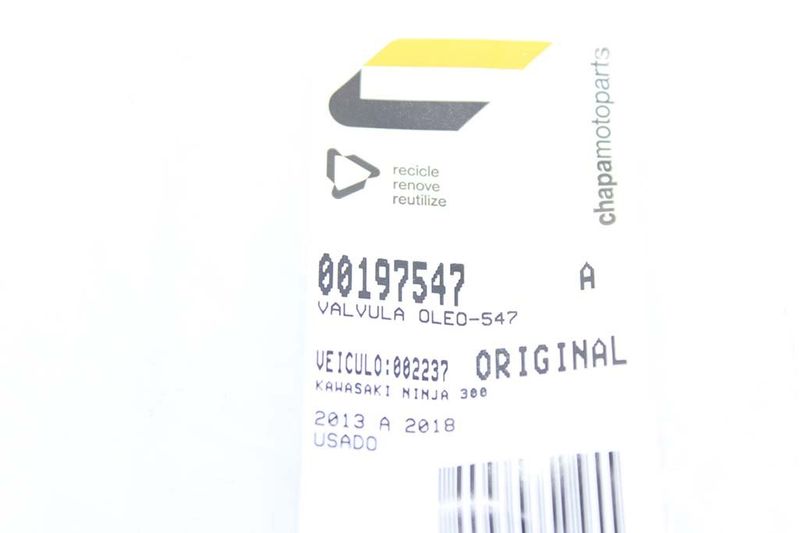 chapamotoparts
recicle
renove
reutilize
00197547 A
VALVULA OLEO-547
VEICULO:002237 ORIGINAL
KAWASAKI NINJA 300
2013 A 2018
USADO